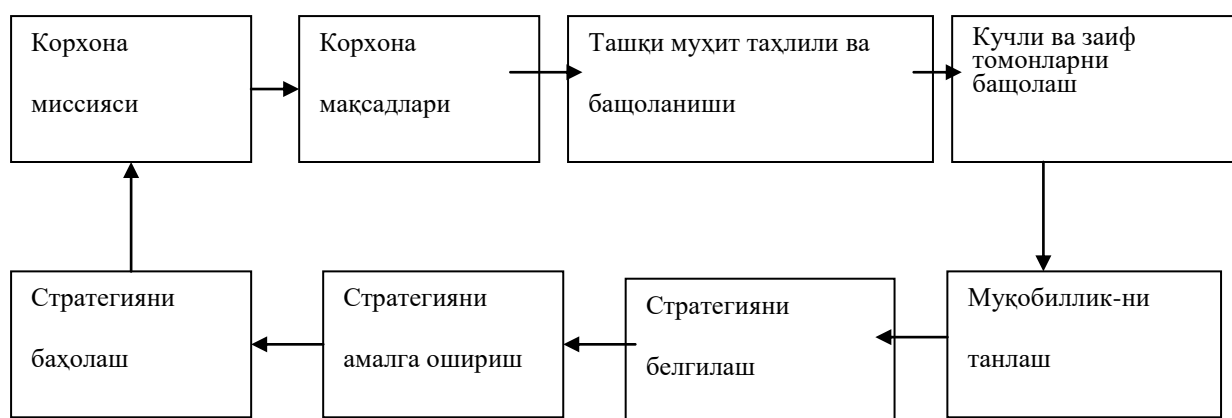 Корхона
миссияси
Корхона
мақсадлари
Ташқи муҳит таҳлили ва
бащоланиши
Кучли ва заиф
томонларни
бащолаш
Стратегияни
баҳолаш
Стратегияни
амалга ошириш
Стратегияни
белгилаш
Муқобиллик-ни
танлаш